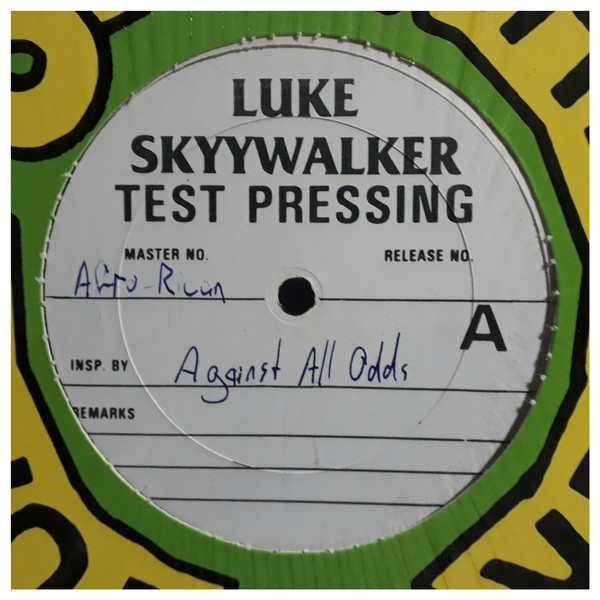 LUKE
SKYYWALKER
TEST PRESSING
MASTER NO. RELEASE NO.
Afro-Rican
A
INSP. BY Against All Odds
REMARKS